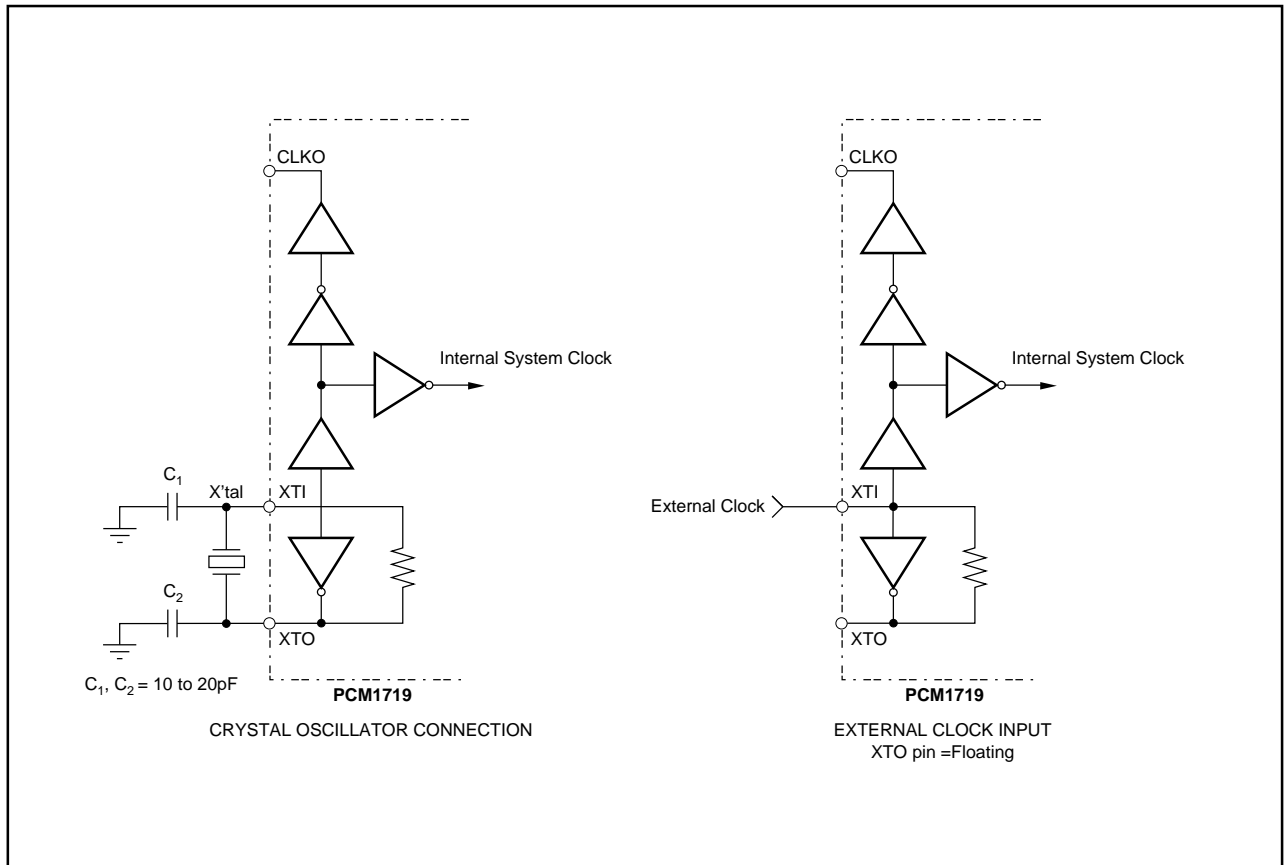 CLKO
Internal System Clock
C₁
X'tal
XTI
C₂
XTO
C₁, C₂ = 10 to 20pF
PCM1719
CRYSTAL OSCILLATOR CONNECTION
CLKO
Internal System Clock
External Clock
XTI
XTO
PCM1719
EXTERNAL CLOCK INPUT
XTO pin =Floating